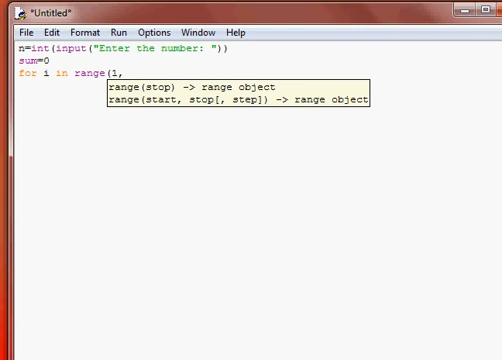 *Untitled*
File Edit Format Run Options Window Help
n=int(input("Enter the number: "))
sum=0
for i in range(1,
range(stop) -> range object
range(start, stop[, step]) -> range object